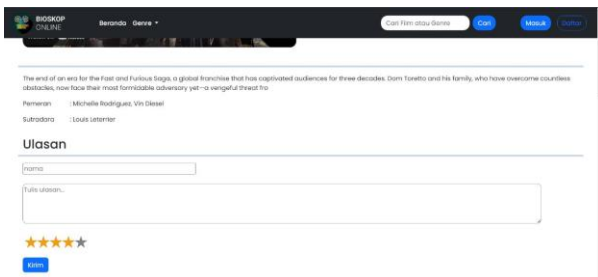 BIOSKOP
ONLINE
Beranda Genre
Cari Film atau Genre Cari Masuk Daftar
The end of an era for the Fast and Furious Saga, a global franchise that has captivated audiences for three decades. Dom Toretto and his family, who have overcome countless
obstacles, now face their most formidable adversary yet—a vengeful threat fro
Pemeran : Michelle Rodriguez, Vin Diesel
Sutradara : Louis Leterrier
Ulasan
nama
Tulis ulasan...
Kirim